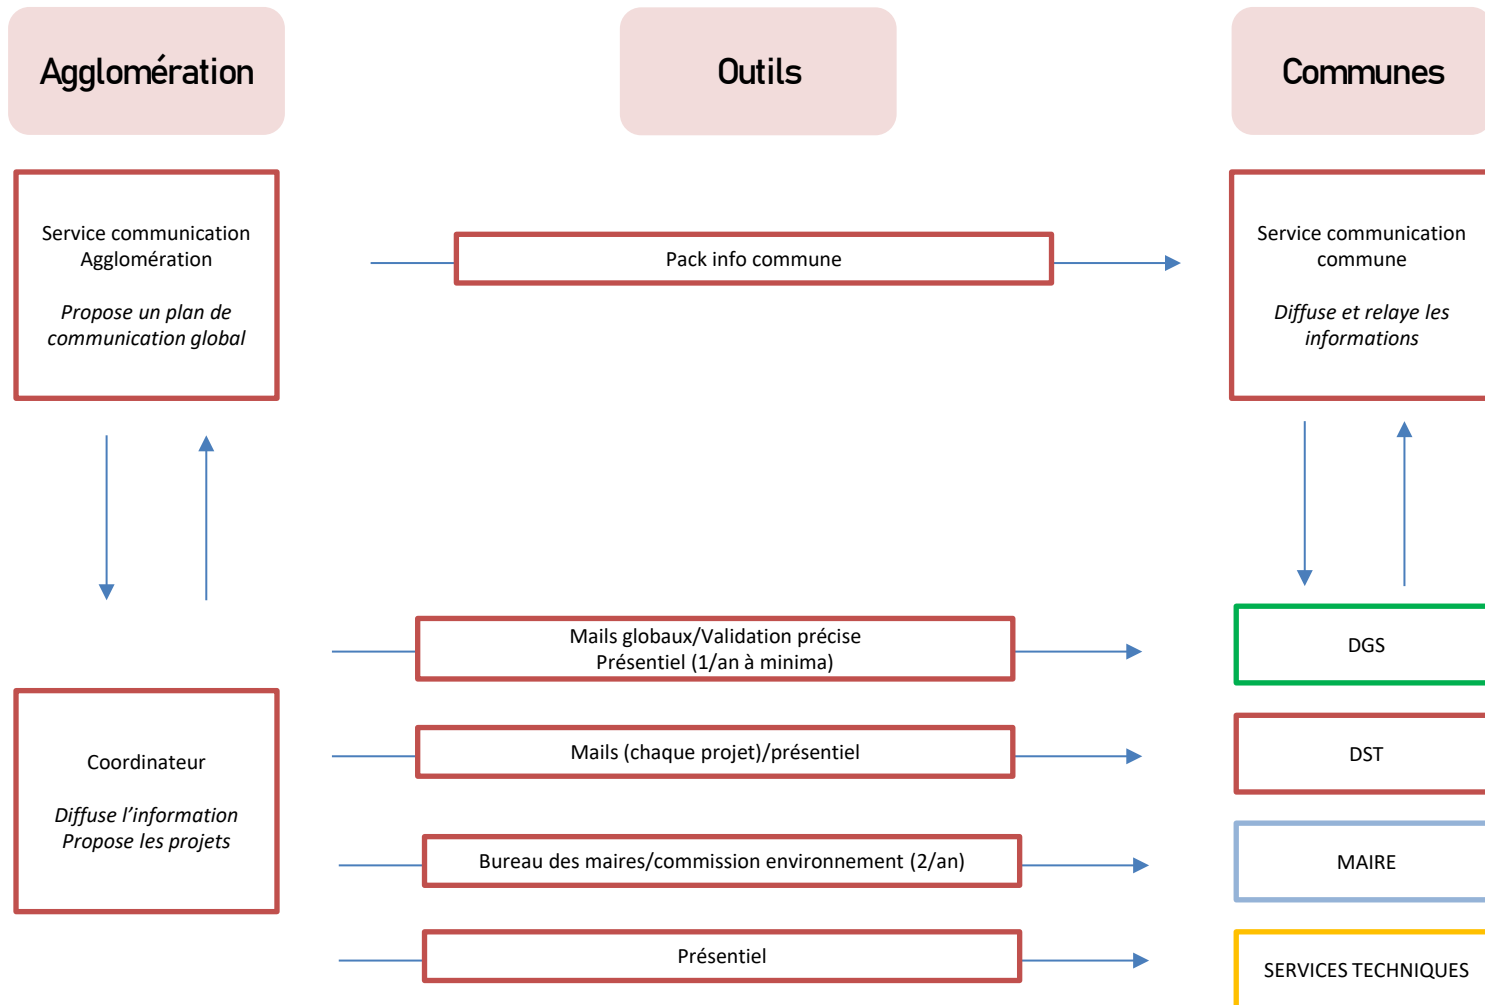 Agglomération
Outils
Communes
Service communication
Agglomération
Propose un plan de
communication global
Pack info commune
Service communication
commune
Diffuse et relaye les
informations
Mails globaux/Validation précise
Présentiel (1/an à minima)
DGS
Coordinateur
Diffuse l’information
Propose les projets
Mails (chaque projet)/présentiel
DST
Bureau des maires/commission environnement (2/an)
MAIRE
Présentiel
SERVICES TECHNIQUES